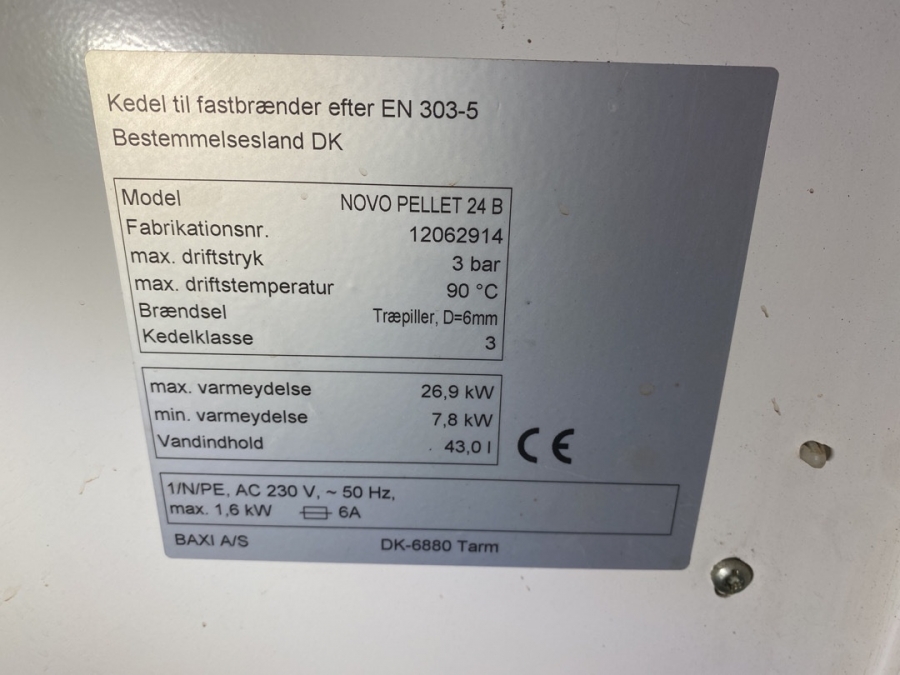 Kedel til fastbrænder efter EN 303-5
Bestemmelsesland DK
Model NOVO PELLET 24 B
Fabrikationsnr. 12062914
max. driftstryk 3 bar
max. driftstemperatur 90 °C
Brændsel Træpiller, D=6mm
Kedelklasse 3
max. varmeydelse 26,9 kW
min. varmeydelse 7,8 kW
Vandindhold 43,0 l
CE
1/N/PE, AC 230 V, ~ 50 Hz,
max. 1,6 kW 6A
BAXI A/S DK-6880 Tarm